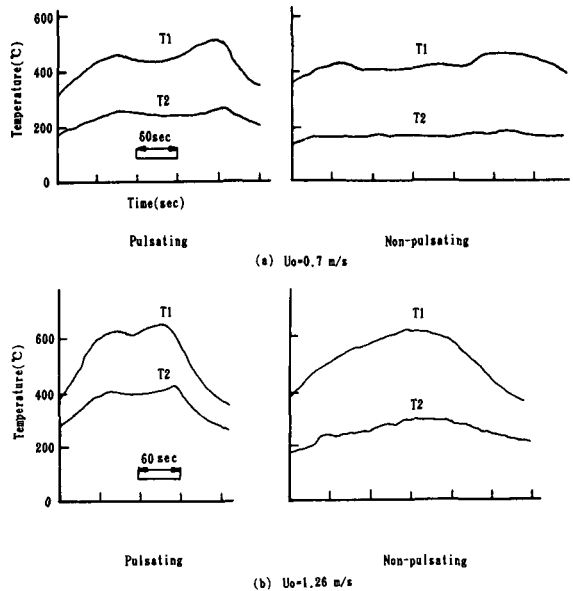 600
T1
T1
400
Temperature(℃)
T2
T2
200
60sec
0
Time(sec)
Pulsating
Non-pulsating
(a) Uo=0.7 m/s
T1
T1
600
T2
400
T2
Temperature(℃)
200
60 sec
0
Pulsating
Non-pulsating
(b) Uo=1.26 m/s